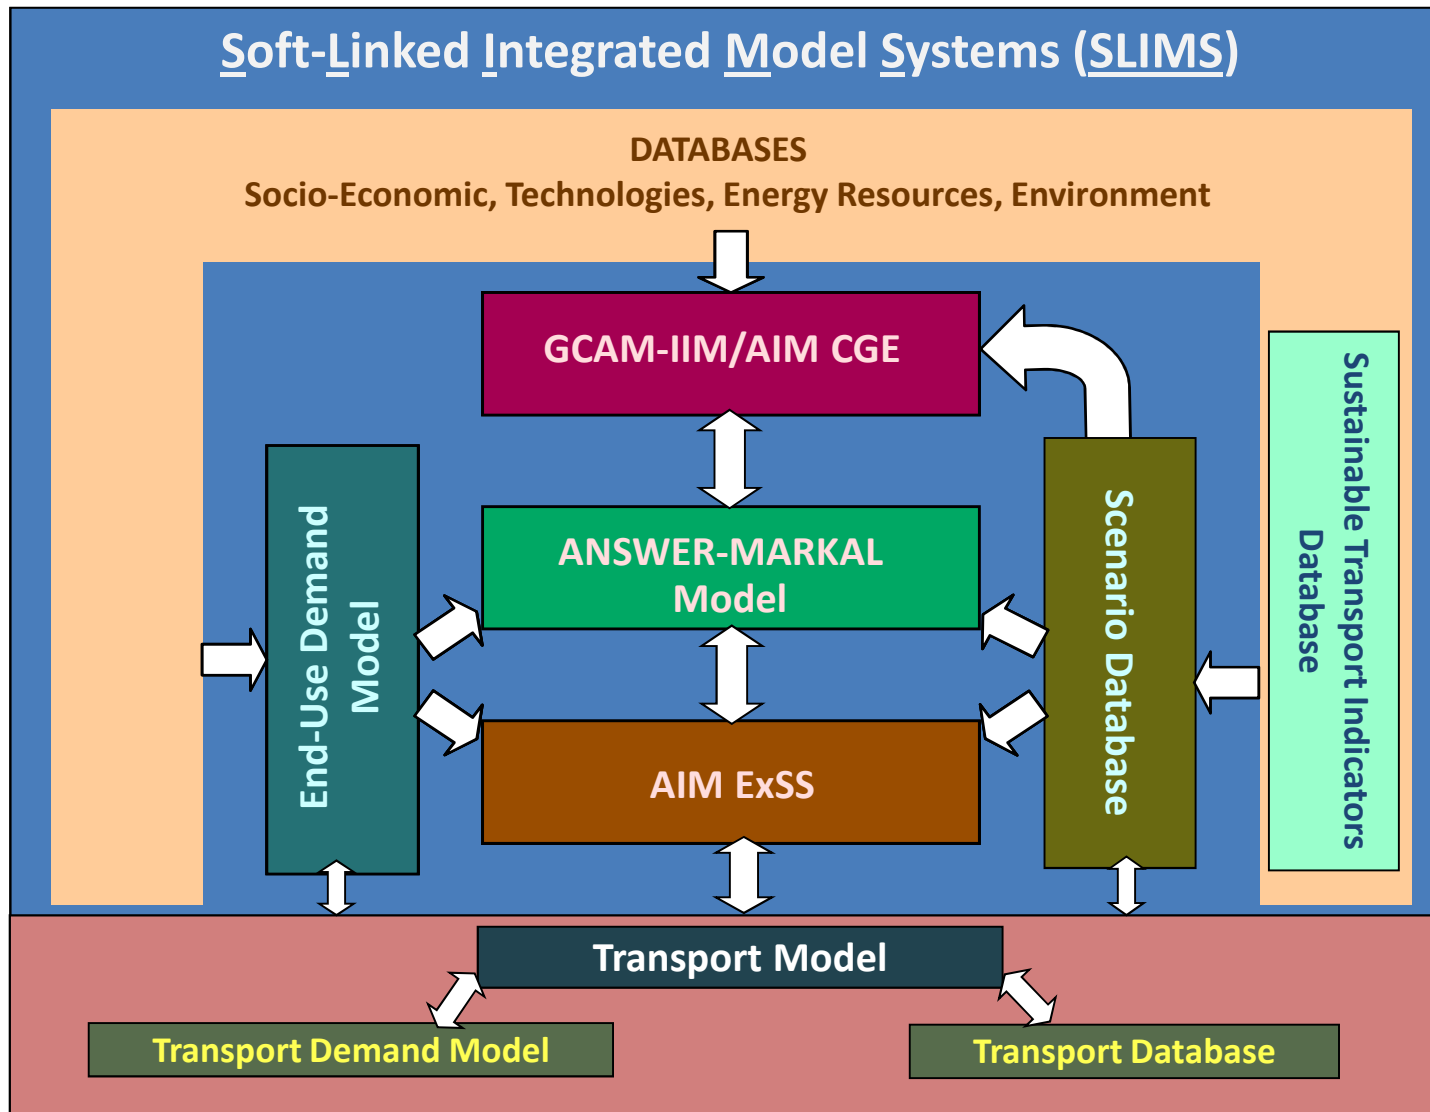 Soft-Linked Integrated Model Systems (SLIMS)
DATABASES
Socio-Economic, Technologies, Energy Resources, Environment
GCAM-IIM/AIM CGE
End-Use Demand
Model
ANSWER-MARKAL
Model
AIM ExSS
Scenario Database
Sustainable Transport Indicators
Database
Transport Model
Transport Demand Model
Transport Database